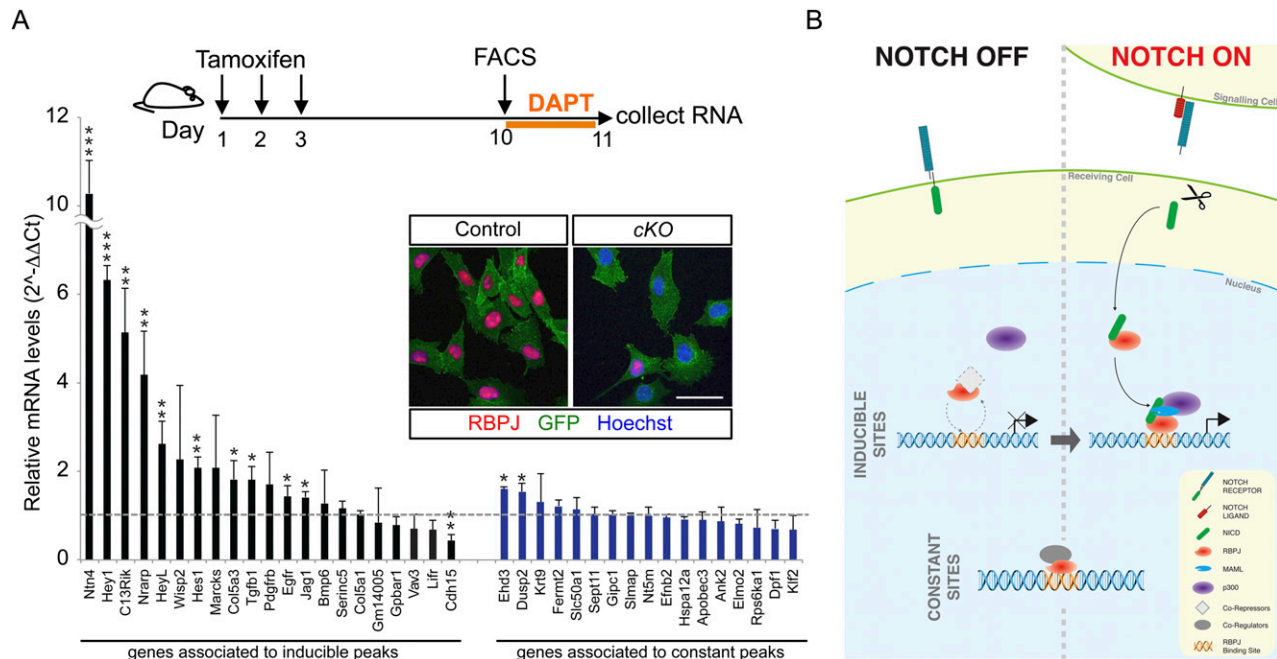 A
Tamoxifen
FACS
DAPT
collect RNA
Day
1
2
3
10
11
Relative mRNA levels (2^-ΔΔCt)
12
10
6
4
2
0
***
***
**
**
**
**
*
*
*
*
**
*
*
Control
cKO
RBPJ GFP Hoechst
Ntn4
Hey1
C13Rik
Nrarp
HeyL
Wisp2
Hes1
Marcks
Col5a3
Tgfb1
Pdgfrb
Egfr
Jag1
Bmp6
Serinc5
Col5a1
Gm14005
Gpbar1
Vav3
Lifr
Cdh15
Ehd3
Dusp2
Krt9
Fermt2
Slc50a1
Sept11
Gipc1
Slmap
Nt5m
Efnb2
Hspa12a
Apobec3
Ank2
Elmo2
Rps6ka1
Dpf1
Klf2
genes associated to inducible peaks
genes associated to constant peaks
B
NOTCH OFF
NOTCH ON
Signalling Cell
Receiving Cell
Nucleus
INDUCIBLE
SITES
CONSTANT
SITES
NOTCH
RECEPTOR
NOTCH
LIGAND
NICD
RBPJ
MAML
p300
Co-Repressors
Co-Regulators
RBPJ
Binding Site